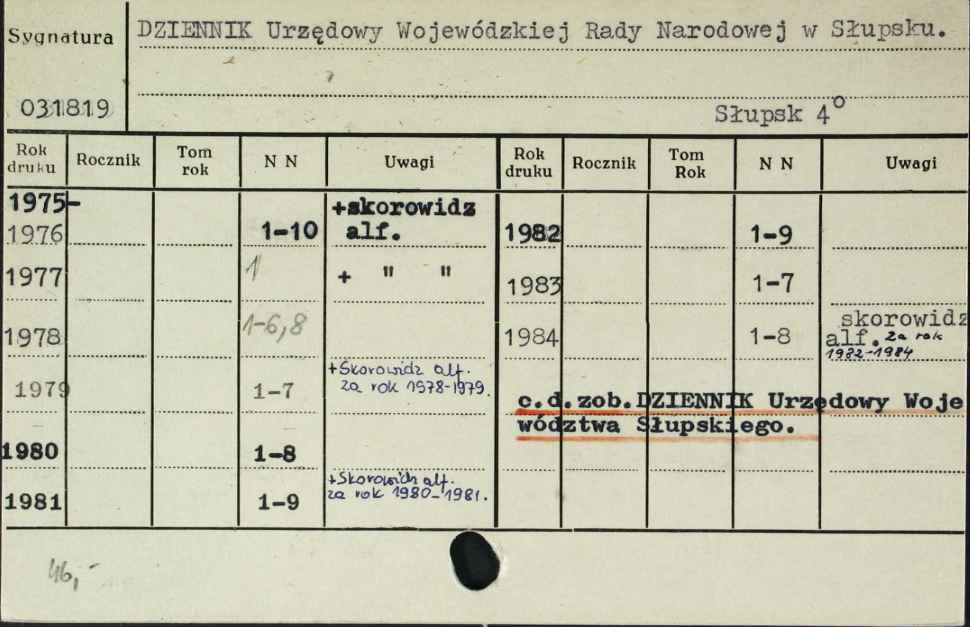 Sygnatura
DZIENNIK Urzędowy Wojewódzkiej Rady Narodowej w Słupsku.
031819
Słupsk 4°
Rok druku Rocznik Tom rok N N Uwagi Rok druku Rocznik Tom Rok N N Uwagi
1975-
1976 1-10 +skorowidz alf.
1977 1 + " "
1978 1-6,8
1979 1-7 +Skorowidz alf. za rok 1978-1979.
1980 1-8
1981 1-9 +Skorowidz alf. za rok 1980-1981.
1982 1-9
1983 1-7
1984 1-8 skorowidz alf. za rok 1982-1984
c.d.zob.DZIENNIK Urzędowy Woje
wództwa Słupskiego.
46,-